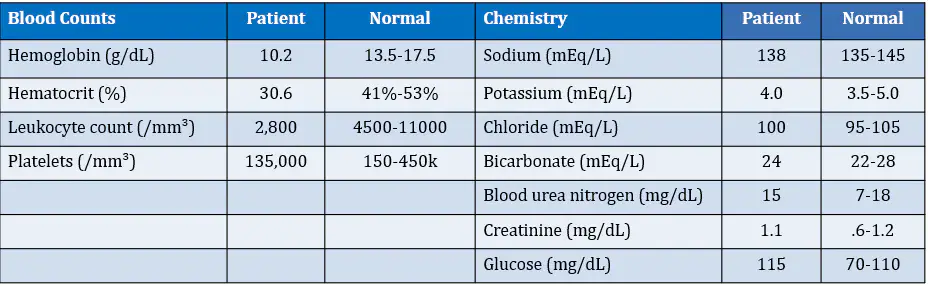 Blood Counts Patient Normal Chemistry Patient Normal
Hemoglobin (g/dL) 10.2 13.5-17.5 Sodium (mEq/L) 138 135-145
Hematocrit (%) 30.6 41%-53% Potassium (mEq/L) 4.0 3.5-5.0
Leukocyte count (/mm³) 2,800 4500-11000 Chloride (mEq/L) 100 95-105
Platelets (/mm³) 135,000 150-450k Bicarbonate (mEq/L) 24 22-28
Blood urea nitrogen (mg/dL) 15 7-18
Creatinine (mg/dL) 1.1 .6-1.2
Glucose (mg/dL) 115 70-110